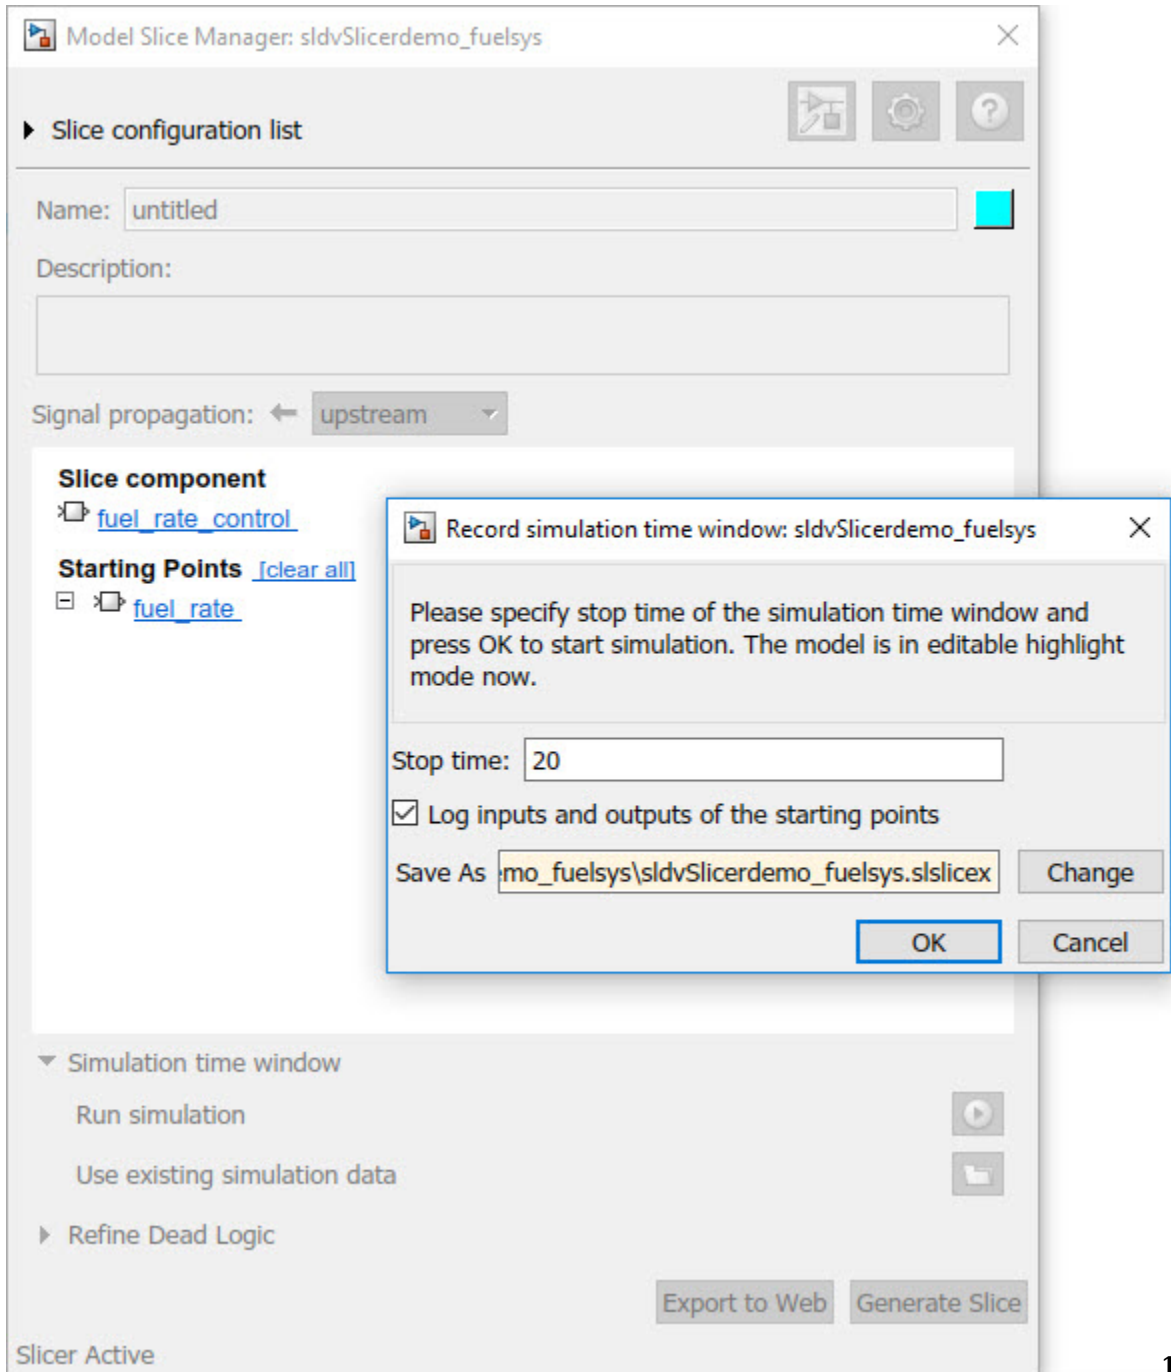 Model Slice Manager: sldvSlicerdemo_fuelsys
Slice configuration list
?
Name: untitled
Description:
Signal propagation: upstream
Slice component
fuel_rate_control
Starting Points [clear all]
fuel_rate
Record simulation time window: sldvSlicerdemo_fuelsys
Please specify stop time of the simulation time window and
press OK to start simulation. The model is in editable highlight
mode now.
Stop time: 20
Log inputs and outputs of the starting points
Save As emo_fuelsys\sldvSlicerdemo_fuelsys.slslicex Change
OK Cancel
Simulation time window
Run simulation
Use existing simulation data
Refine Dead Logic
Export to Web Generate Slice
Slicer Active